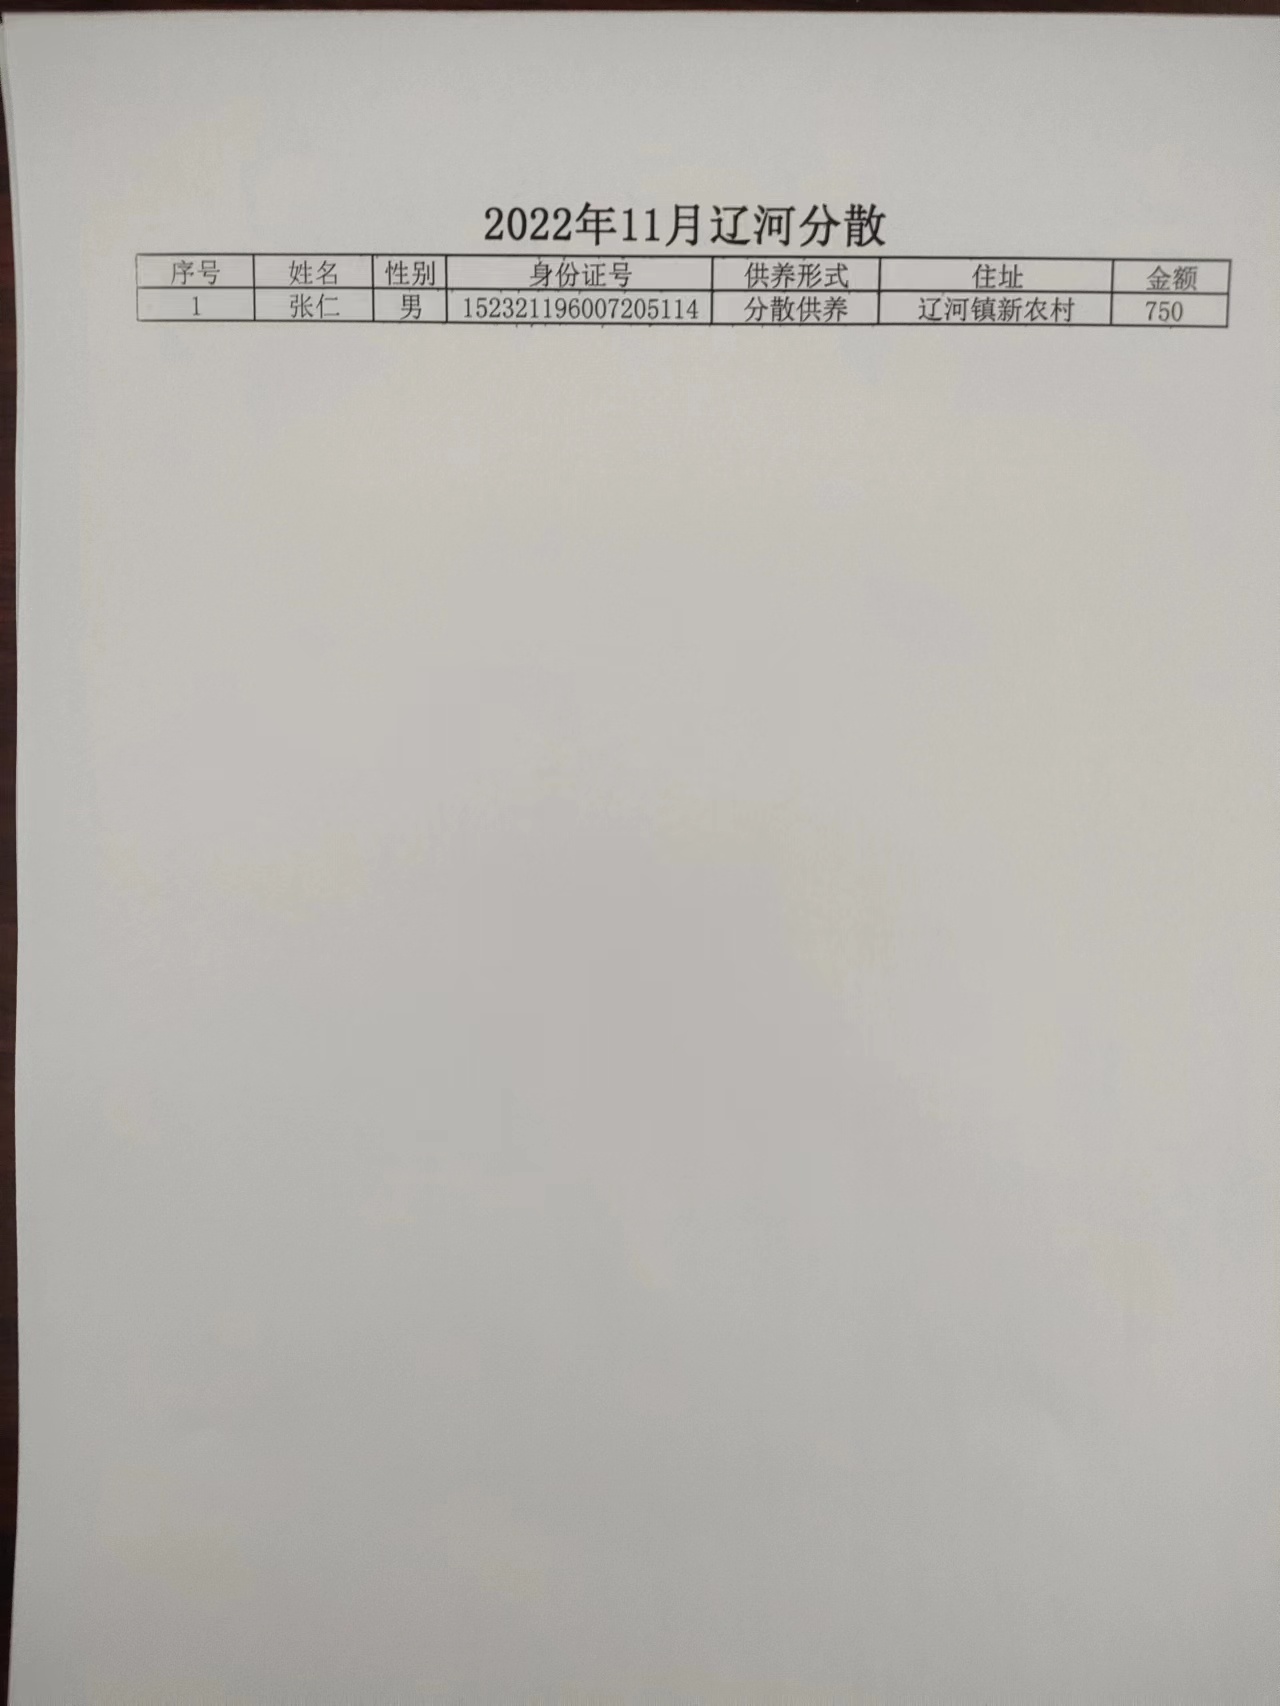 2022年11月辽河分散
序号 姓名 性别 身份证号 供养形式 住址 金额
1 张仁 男 152321196007205114 分散供养 辽河镇新农村 750